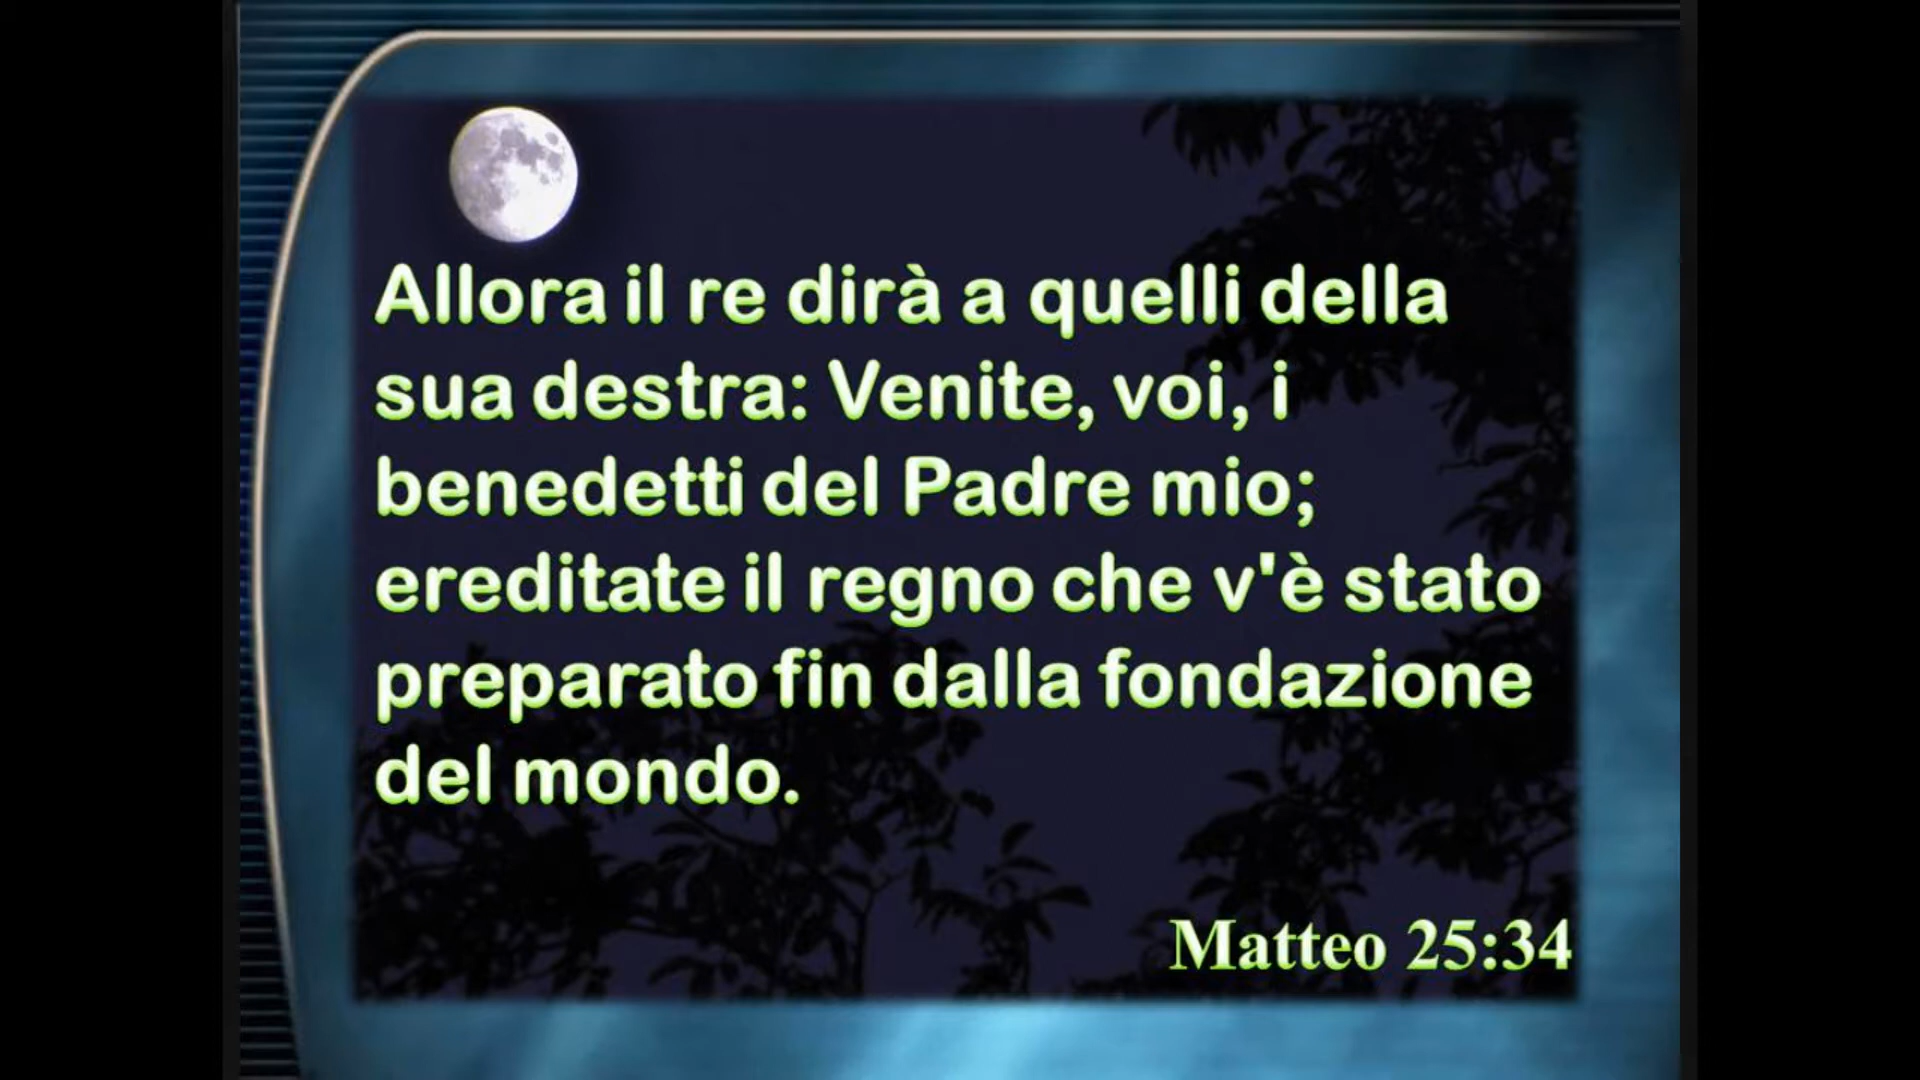 Allora il re dirà a quelli della
sua destra: Venite, voi, i
benedetti del Padre mio;
ereditate il regno che v'è stato
preparato fin dalla fondazione
del mondo.
Matteo 25:34